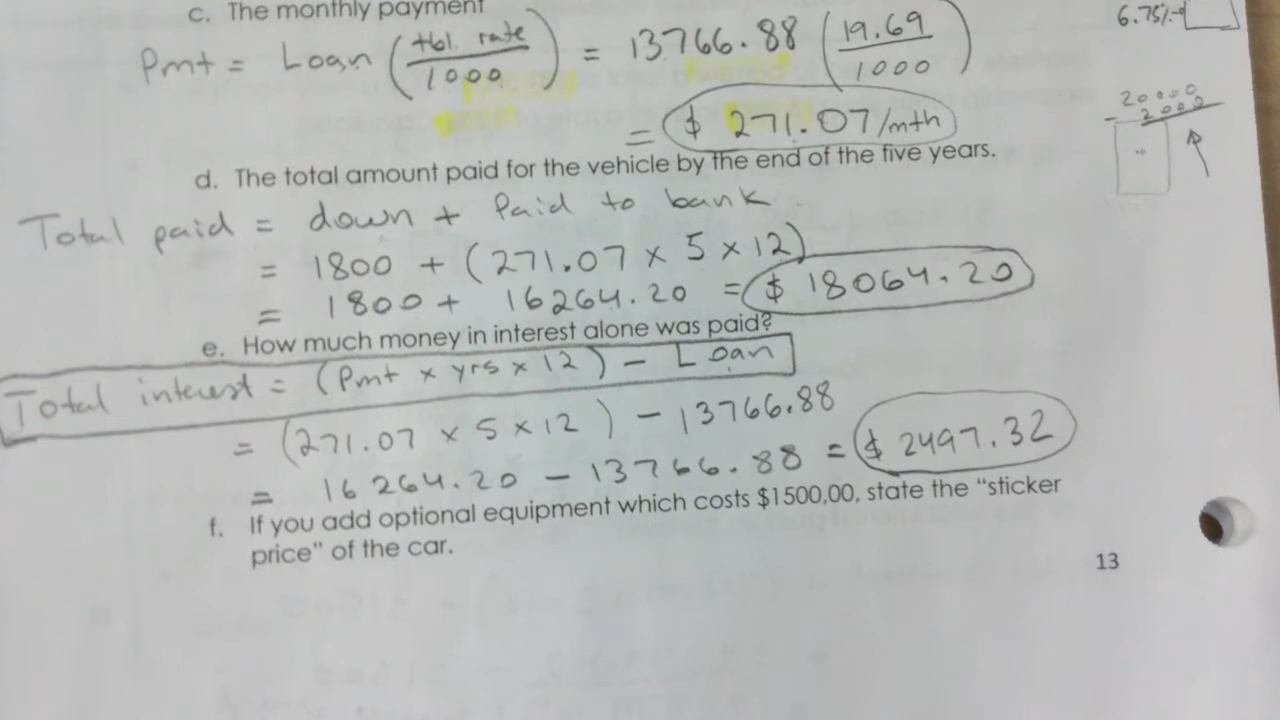 c. The monthly payment
Pmt = Loan (tbl. rate / 1000) = 13766.88 (19.69 / 1000)
= $ 271.07/mth
6.75%→
20000
- 2000
d. The total amount paid for the vehicle by the end of the five years.
Total paid = down + Paid to bank
= 1800 + (271.07 x 5 x 12)
= 1800 + 16264.20 = $ 18064.20
e. How much money in interest alone was paid?
Total interest = (Pmt x yrs x 12) - Loan
= (271.07 x 5 x 12) - 13766.88
= 16264.20 - 13766.88 = $ 2497.32
f. If you add optional equipment which costs $1500,00, state the "sticker
price" of the car.
13